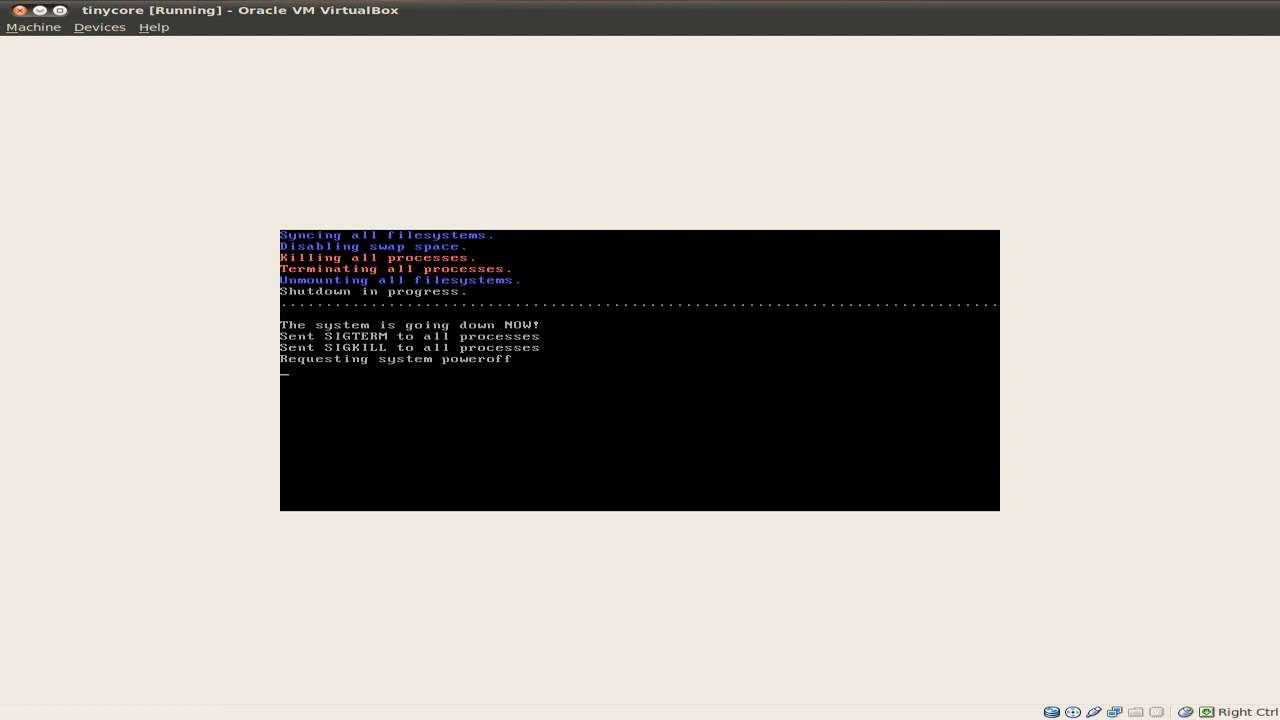 tinycore [Running] - Oracle VM VirtualBox
Machine Devices Help
Syncing all filesystems.
Disabling swap space.
Killing all processes.
Terminating all processes.
Unmounting all filesystems.
Shutdown in progress.
................................................................................
The system is going down NOW!
Sent SIGTERM to all processes
Sent SIGKILL to all processes
Requesting system poweroff
_
Right Ctrl